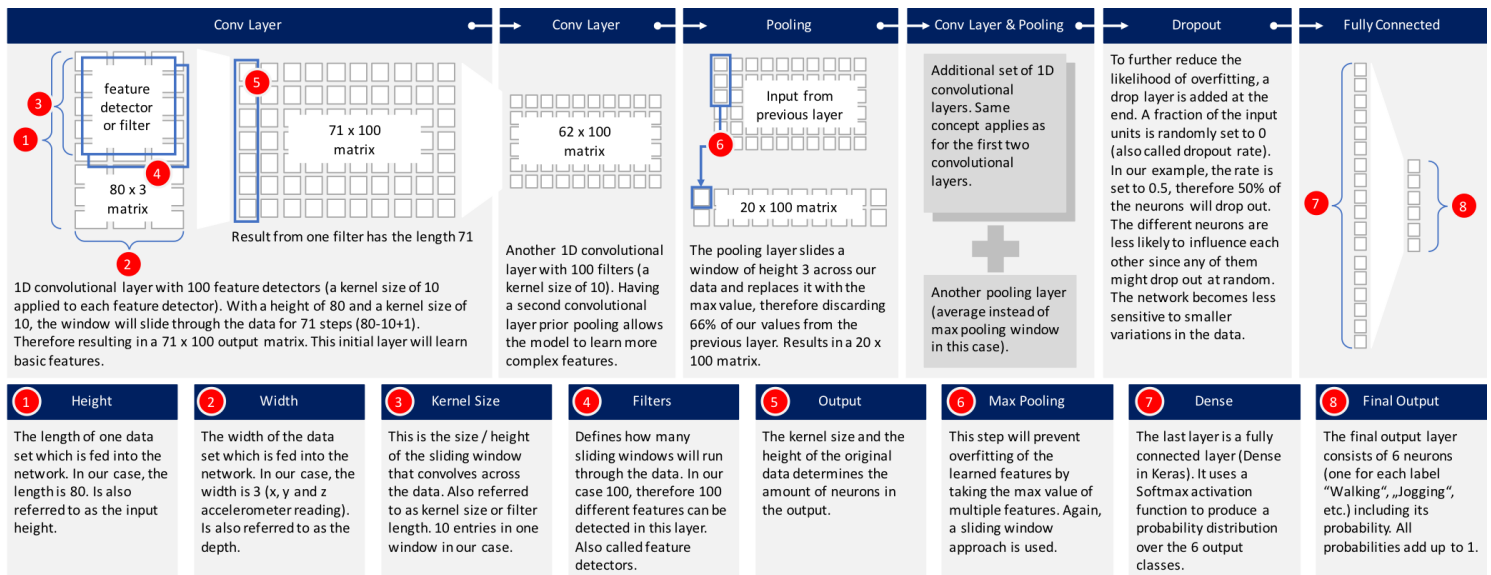 Conv Layer
Conv Layer
Pooling
Conv Layer & Pooling
Dropout
Fully Connected
feature
detector
or filter
80 x 3
matrix
3
1
4
2
5
71 x 100
matrix
Result from one filter has the length 71
1D convolutional layer with 100 feature detectors (a kernel size of 10
applied to each feature detector). With a height of 80 and a kernel size of
10, the window will slide through the data for 71 steps (80-10+1).
Therefore resulting in a 71 x 100 output matrix. This initial layer will learn
basic features.
62 x 100
matrix
Another 1D convolutional
layer with 100 filters (a
kernel size of 10). Having
a second convolutional
layer prior pooling allows
the model to learn more
complex features.
Input from
previous layer
6
20 x 100 matrix
The pooling layer slides a
window of height 3 across our
data and replaces it with the
max value, therefore discarding
66% of our values from the
previous layer. Results in a 20 x
100 matrix.
Additional set of 1D
convolutional
layers. Same
concept applies as
for the first two
convolutional
layers.
Another pooling layer
(average instead of
max pooling window
in this case).
To further reduce the
likelihood of overfitting, a
drop layer is added at the
end. A fraction of the input
units is randomly set to 0
(also called dropout rate).
In our example, the rate is
set to 0.5, therefore 50% of
the neurons will drop out.
The different neurons are
less likely to influence each
other since any of them
might drop out at random.
The network becomes less
sensitive to smaller
variations in the data.
7
8
1 Height
The length of one data
set which is fed into the
network. In our case, the
length is 80. Is also
referred to as the input
height.
2 Width
The width of the data
set which is fed into the
network. In our case, the
width is 3 (x, y and z
accelerometer reading).
Is also referred to as the
depth.
3 Kernel Size
This is the size / height
of the sliding window
that convolves across
the data. Also referred
to as kernel size or filter
length. 10 entries in one
window in our case.
4 Filters
Defines how many
sliding windows will run
through the data. In our
case 100, therefore 100
different features can be
detected in this layer.
Also called feature
detectors.
5 Output
The kernel size and the
height of the original
data determines the
amount of neurons in
the output.
6 Max Pooling
This step will prevent
overfitting of the
learned features by
taking the max value of
multiple features. Again,
a sliding window
approach is used.
7 Dense
The last layer is a fully
connected layer (Dense
in Keras). It uses a
Softmax activation
function to produce a
probability distribution
over the 6 output
classes.
8 Final Output
The final output layer
consists of 6 neurons
(one for each label
“Walking“, „Jogging“,
etc.) including its
probability. All
probabilities add up to 1.